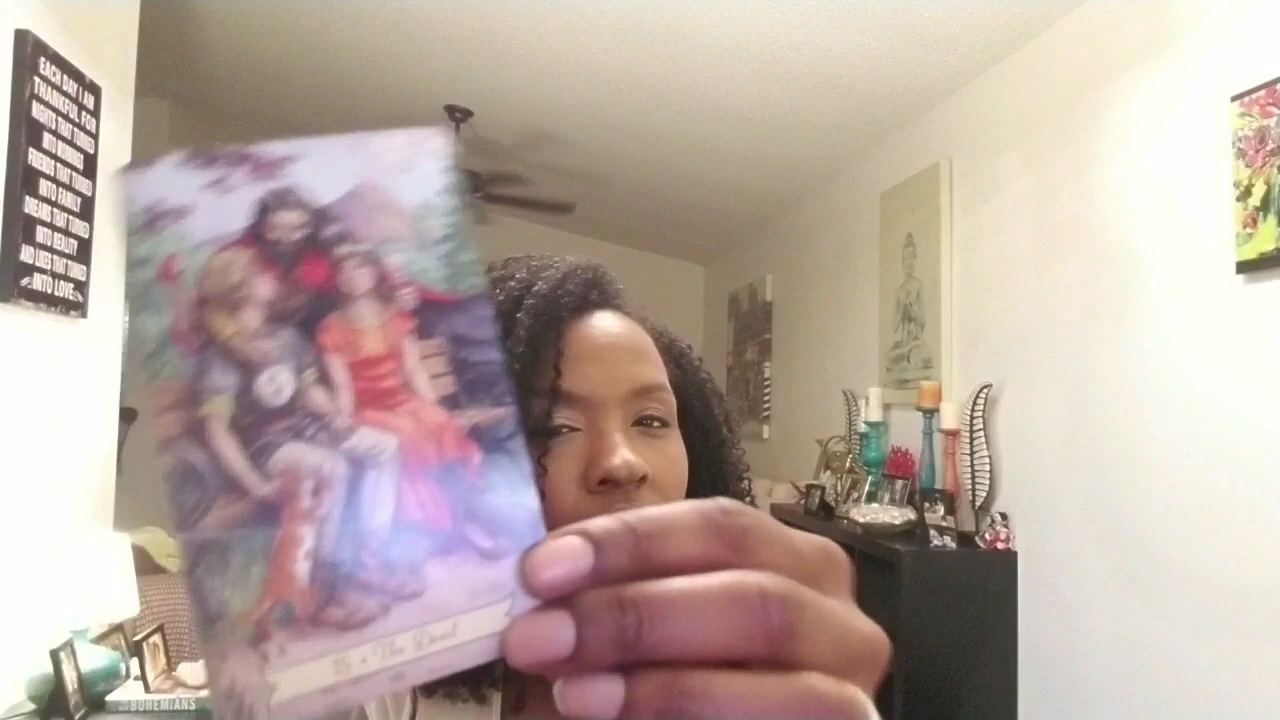 EACH DAY I AM
THANKFUL FOR
NIGHTS THAT TURNED
INTO MORNINGS
FRIENDS THAT TURNED
INTO FAMILY
DREAMS THAT TURNED
INTO REALITY
AND LIKES THAT TURNED
INTO LOVE
15 • The Devil
BOHEMIANS